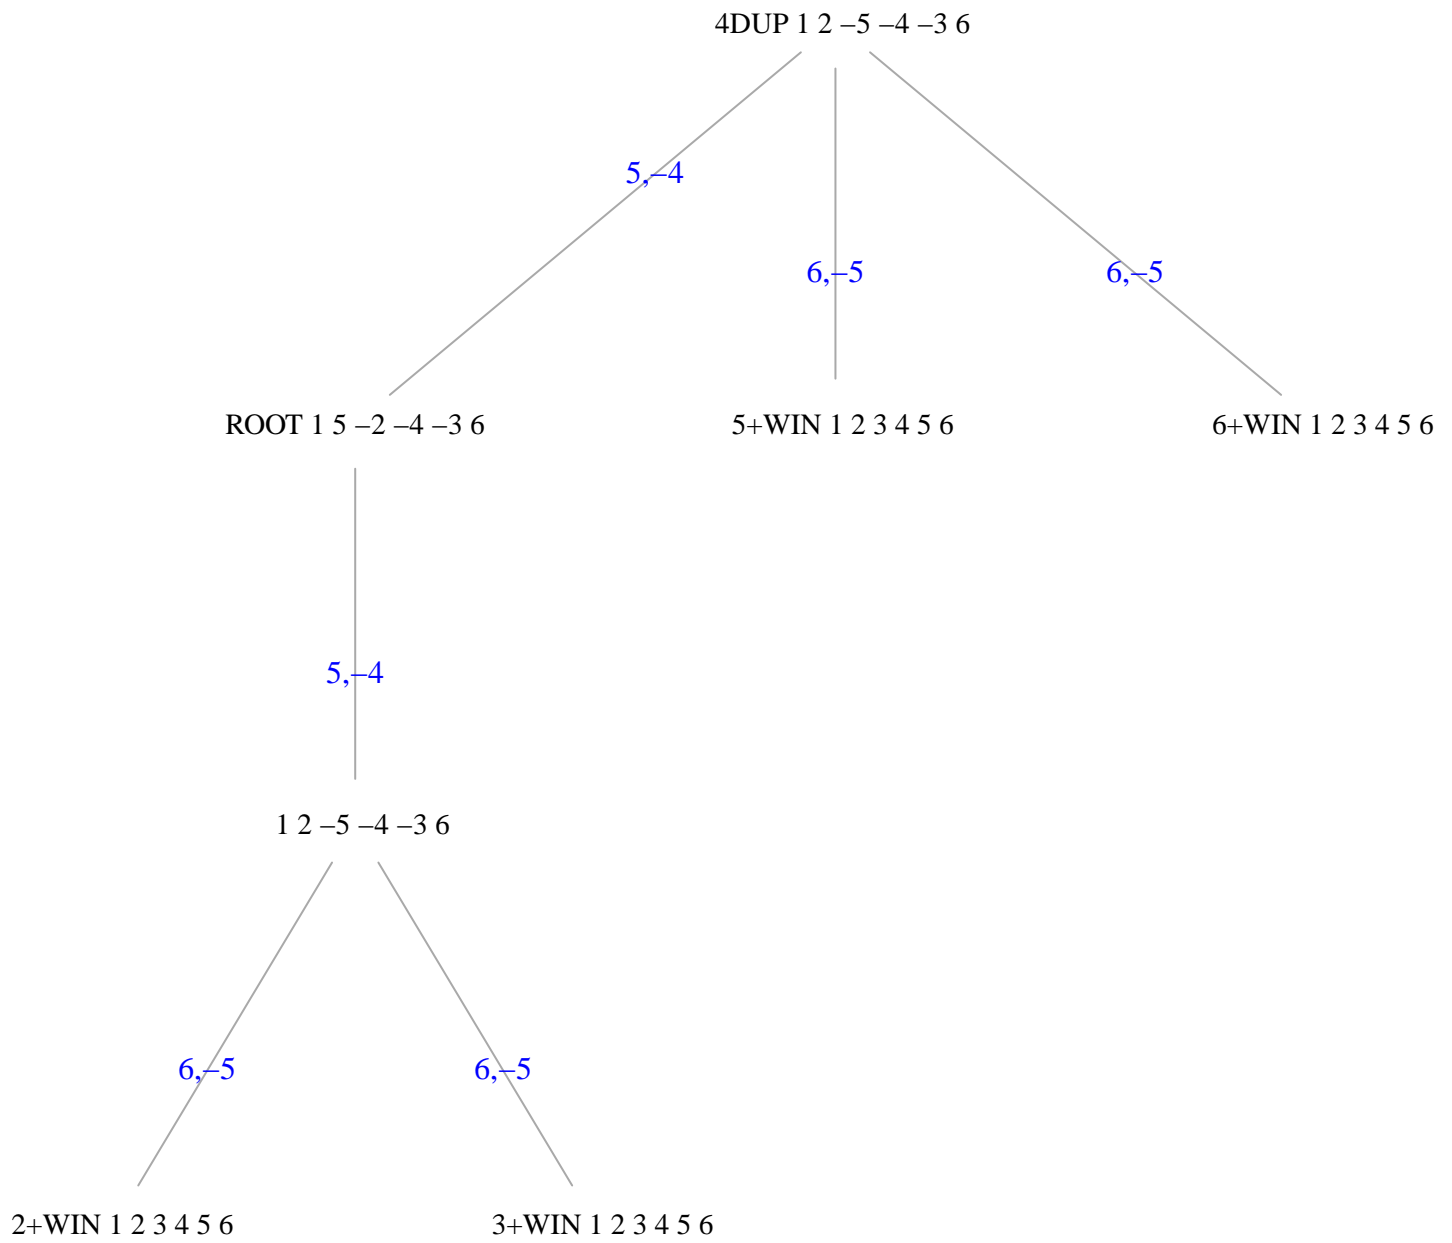 4DUP 1 2 –5 –4 –3 6
5,–4
6,–5
6,–5
ROOT 1 5 –2 –4 –3 6
5+WIN 1 2 3 4 5 6
6+WIN 1 2 3 4 5 6
5,–4
1 2 –5 –4 –3 6
6,–5
6,–5
2+WIN 1 2 3 4 5 6
3+WIN 1 2 3 4 5 6